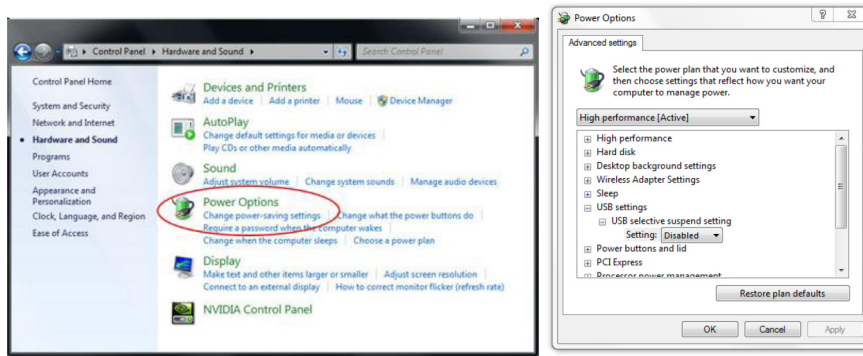 Control Panel ▸ Hardware and Sound ▸
Search Control Panel
Control Panel Home
System and Security
Network and Internet
Hardware and Sound
Programs
User Accounts
Appearance and
Personalization
Clock, Language, and Region
Ease of Access
Devices and Printers
Add a device | Add a printer | Mouse | Device Manager
AutoPlay
Change default settings for media or devices
Play CDs or other media automatically
Sound
Adjust system volume | Change system sounds | Manage audio devices
Power Options
Change power-saving settings | Change what the power buttons do
Require a password when the computer wakes
Change when the computer sleeps | Choose a power plan
Display
Make text and other items larger or smaller | Adjust screen resolution
Connect to an external display | How to correct monitor flicker (refresh rate)
NVIDIA Control Panel
Power Options
Advanced settings
Select the power plan that you want to customize, and
then choose settings that reflect how you want your
computer to manage power.
High performance [Active]
High performance
Hard disk
Desktop background settings
Wireless Adapter Settings
Sleep
USB settings
USB selective suspend setting
Setting: Disabled
Power buttons and lid
PCI Express
Processor power management
Restore plan defaults
OK
Cancel
Apply